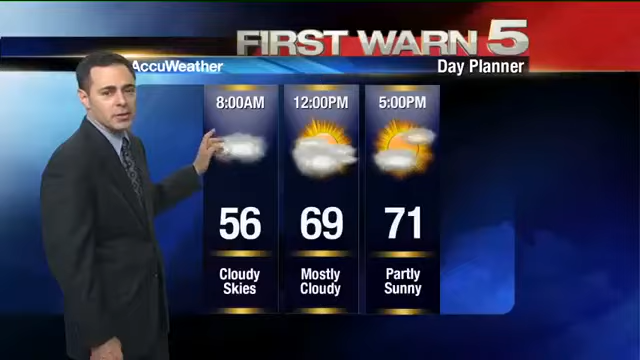 FIRST WARN 5
AccuWeather
Day Planner
8:00AM
12:00PM
5:00PM
56
69
71
Cloudy
Skies
Mostly
Cloudy
Partly
Sunny